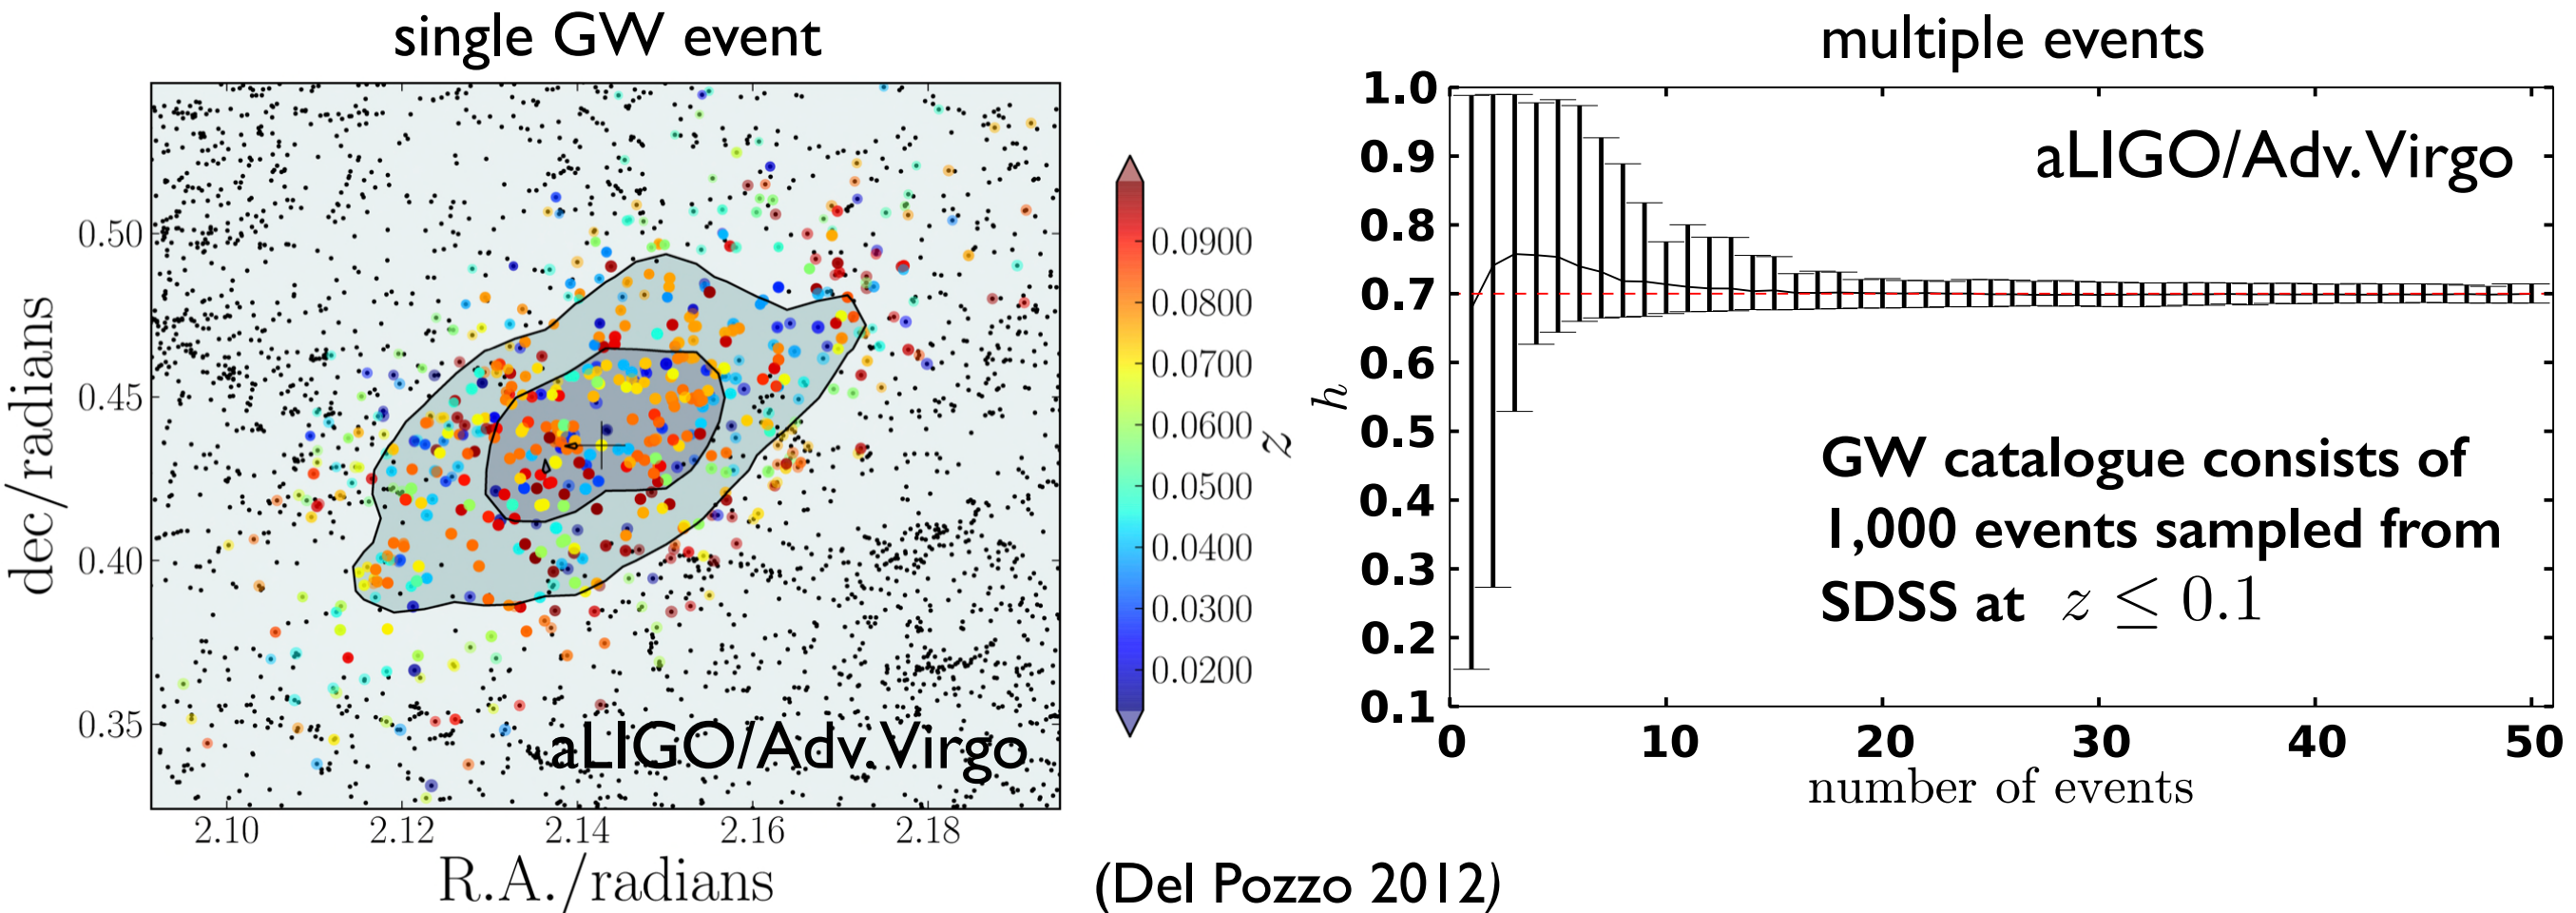 single GW event
multiple events
dec/radians
0.50
0.45
0.40
0.35
2.10 2.12 2.14 2.16 2.18
R.A./radians
aLIGO/Adv.Virgo
0.0900
0.0800
0.0700
0.0600
0.0500
0.0400
0.0300
0.0200
z
h
1.0
0.9
0.8
0.7
0.6
0.5
0.4
0.3
0.2
0.1
0 10 20 30 40 50
number of events
aLIGO/Adv.Virgo
GW catalogue consists of
1,000 events sampled from
SDSS at z ≤ 0.1
(Del Pozzo 2012)